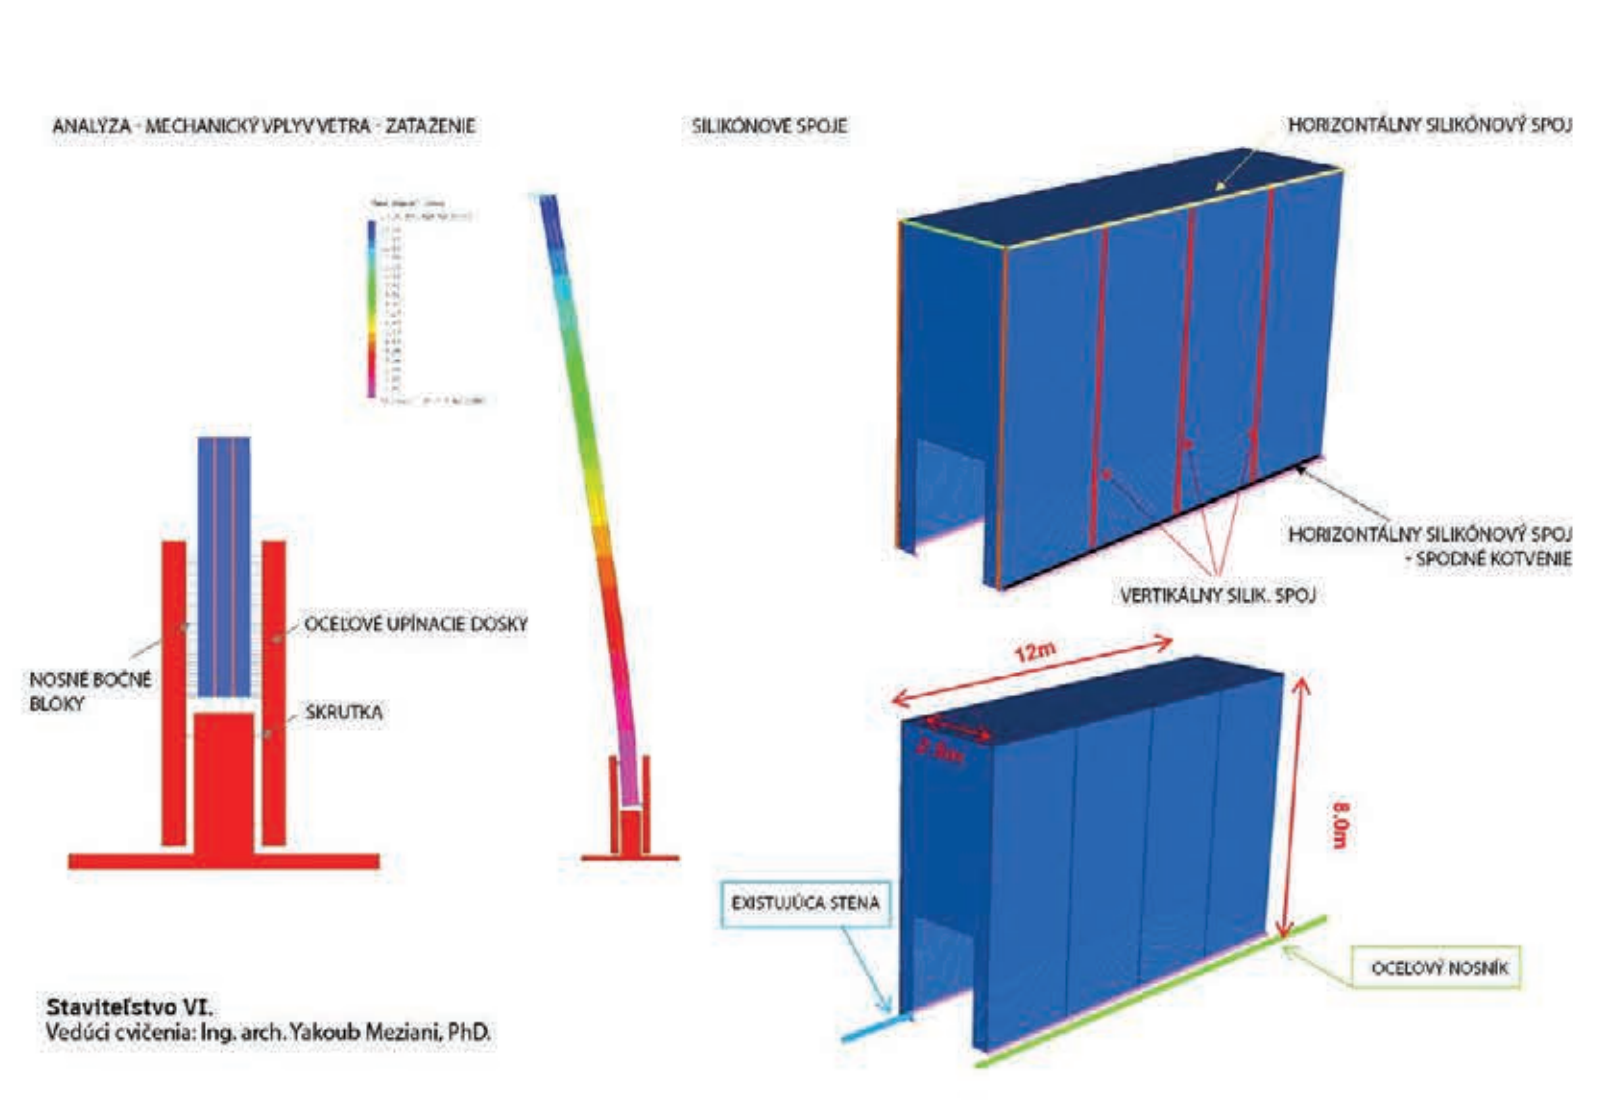 ANALÝZA - MECHANICKÝ VPLYV VETRA - ZAŤAŽENIE
SILIKÓNOVÉ SPOJE
HORIZONTÁLNY SILIKÓNOVÝ SPOJ
HORIZONTÁLNY SILIKÓNOVÝ SPOJ
- SPODNÉ KOTVENIE
VERTIKÁLNY SILIK. SPOJ
OCEĽOVÉ UPÍNACIE DOSKY
NOSNÉ BOČNÉ
BLOKY
SKRUTKA
12m
8.0m
EXISTUJÚCA STENA
OCEĽOVÝ NOSNÍK
Staviteľstvo VI.
Vedúci cvičenia: Ing. arch. Yakoub Meziani, PhD.